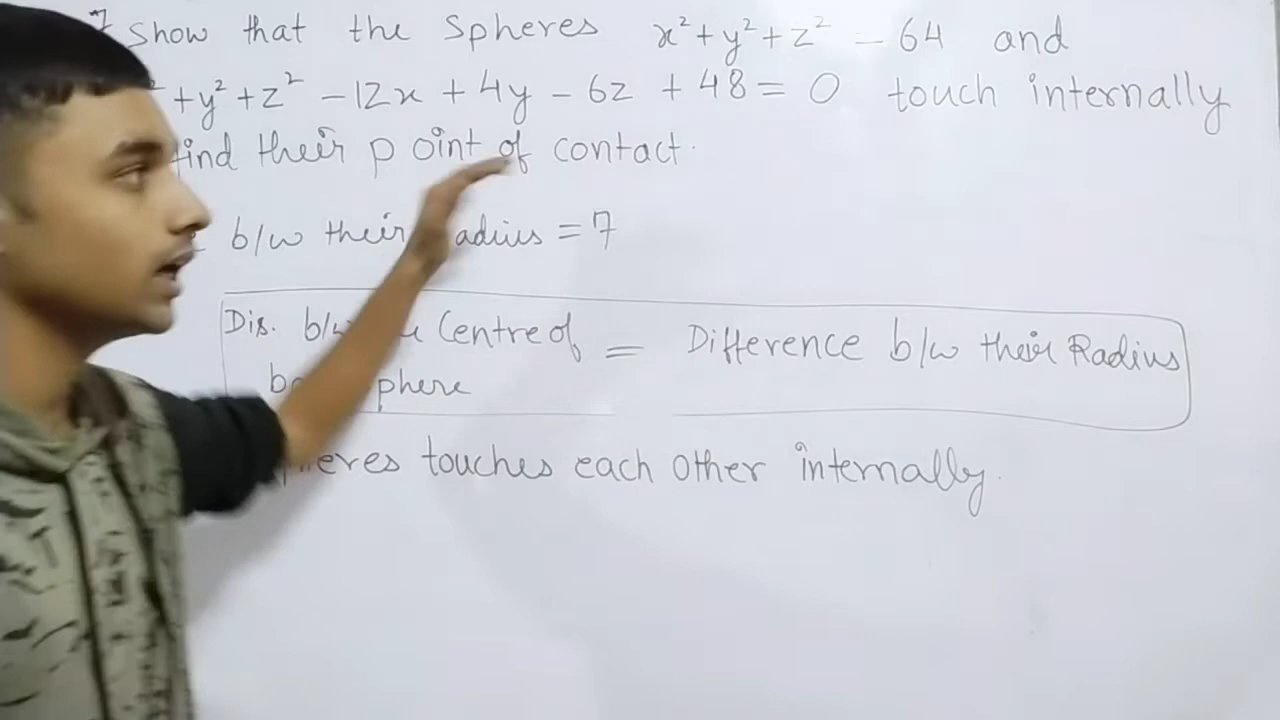 Show that the Spheres x² + y² + z² - 64 and
+ y² + z² - 12x + 4y - 6z + 48 = 0 touch internally
find their point of contact.
b/w their adius = 7
Dis. Centre of = Difference b/w their Radius
phere
touches each other internally.